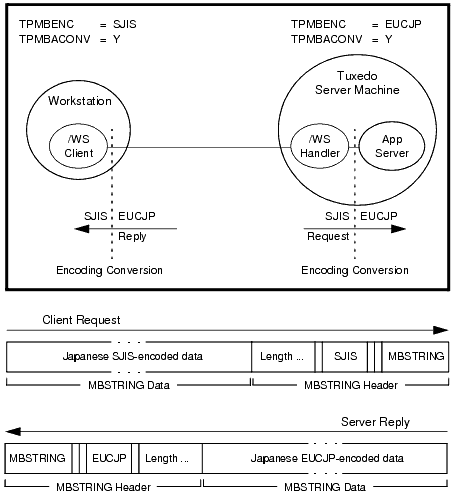 TPMBENC = SJIS
TPMBACONV = Y
TPMBENC = EUCJP
TPMBACONV = Y
Workstation
/WS
Client
Tuxedo
Server Machine
/WS
Handler
App
Server
SJIS EUCJP
Reply
Encoding Conversion
SJIS EUCJP
Request
Encoding Conversion
Client Request
Japanese SJIS-encoded data Length ... SJIS MBSTRING
MBSTRING Data MBSTRING Header
Server Reply
MBSTRING EUCJP Length ... Japanese EUCJP-encoded data
MBSTRING Header MBSTRING Data